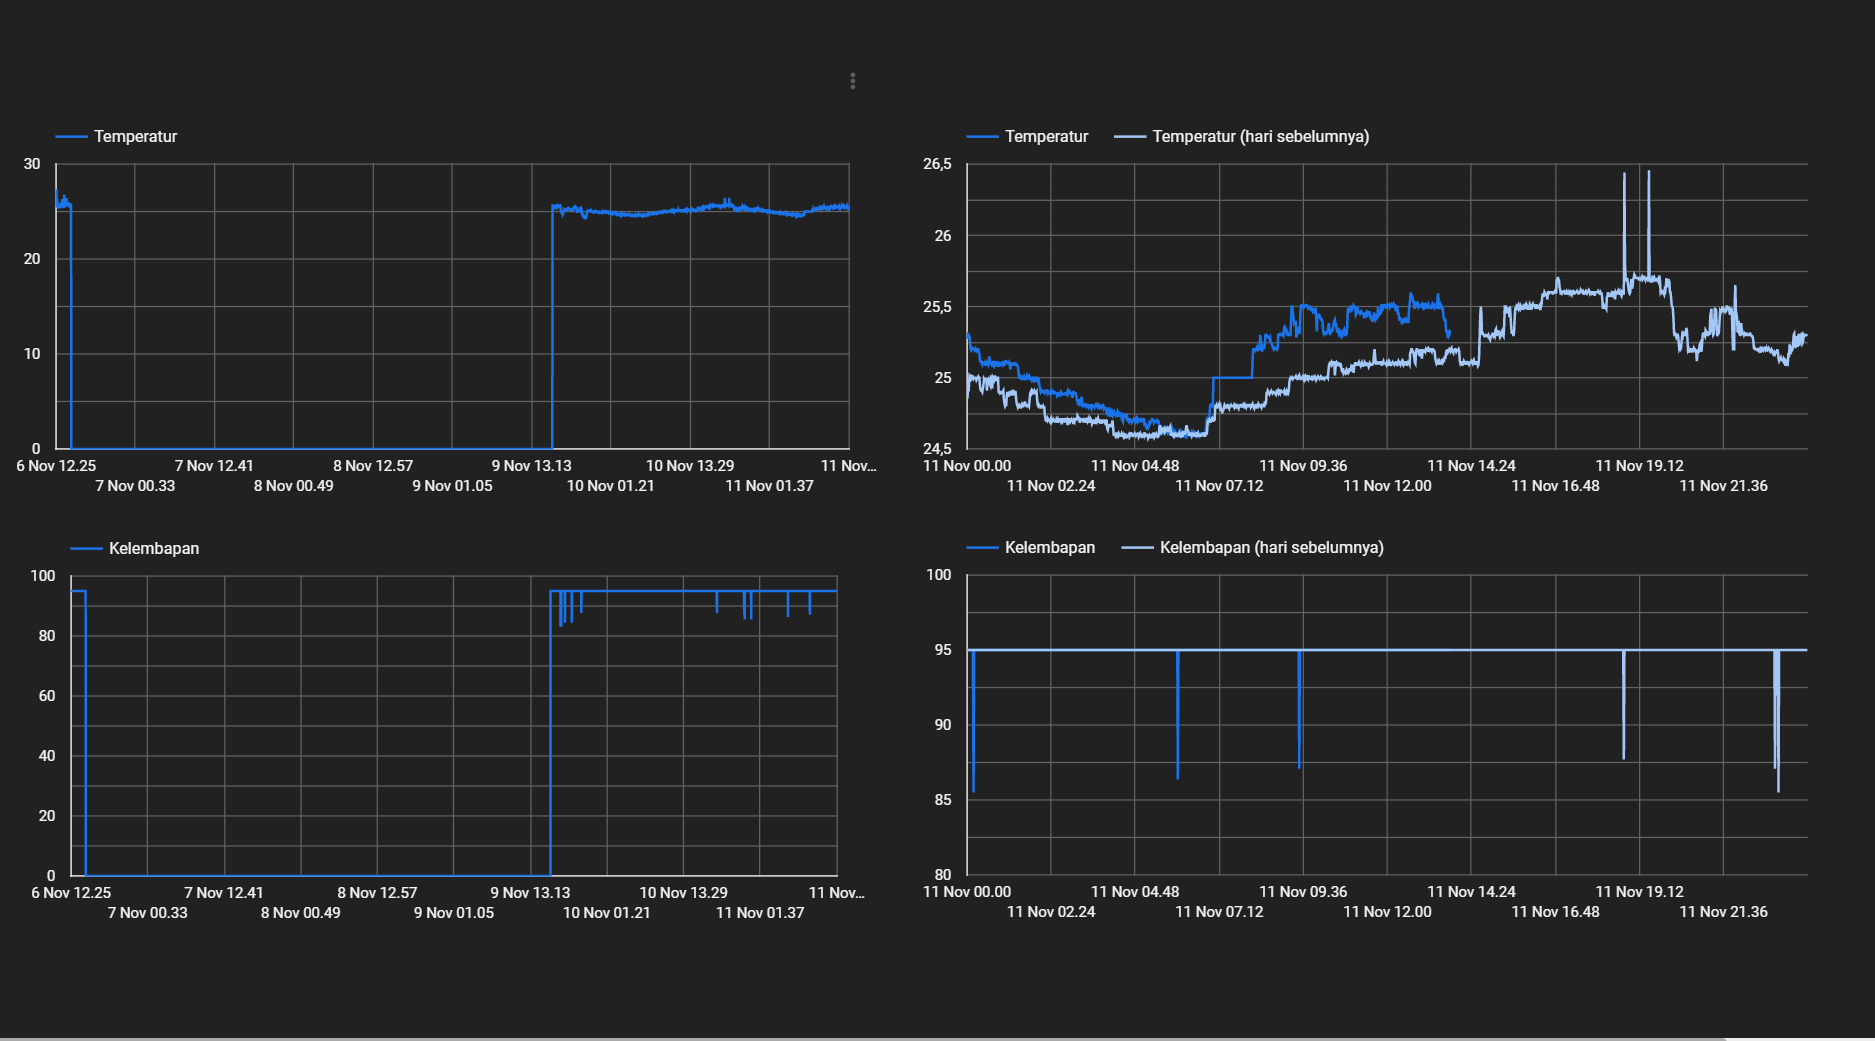 Temperatur
30
20
10
0
6 Nov 12.25 7 Nov 12.41 8 Nov 12.57 9 Nov 13.13 10 Nov 13.29 11 Nov...
7 Nov 00.33 8 Nov 00.49 9 Nov 01.05 10 Nov 01.21 11 Nov 01.37
Temperatur Temperatur (hari sebelumnya)
26,5
26
25,5
25
24,5
11 Nov 00.00 11 Nov 04.48 11 Nov 09.36 11 Nov 14.24 11 Nov 19.12
11 Nov 02.24 11 Nov 07.12 11 Nov 12.00 11 Nov 16.48 11 Nov 21.36
Kelembapan
100
80
60
40
20
0
6 Nov 12.25 7 Nov 12.41 8 Nov 12.57 9 Nov 13.13 10 Nov 13.29 11 Nov...
7 Nov 00.33 8 Nov 00.49 9 Nov 01.05 10 Nov 01.21 11 Nov 01.37
Kelembapan Kelembapan (hari sebelumnya)
100
95
90
85
80
11 Nov 00.00 11 Nov 04.48 11 Nov 09.36 11 Nov 14.24 11 Nov 19.12
11 Nov 02.24 11 Nov 07.12 11 Nov 12.00 11 Nov 16.48 11 Nov 21.36